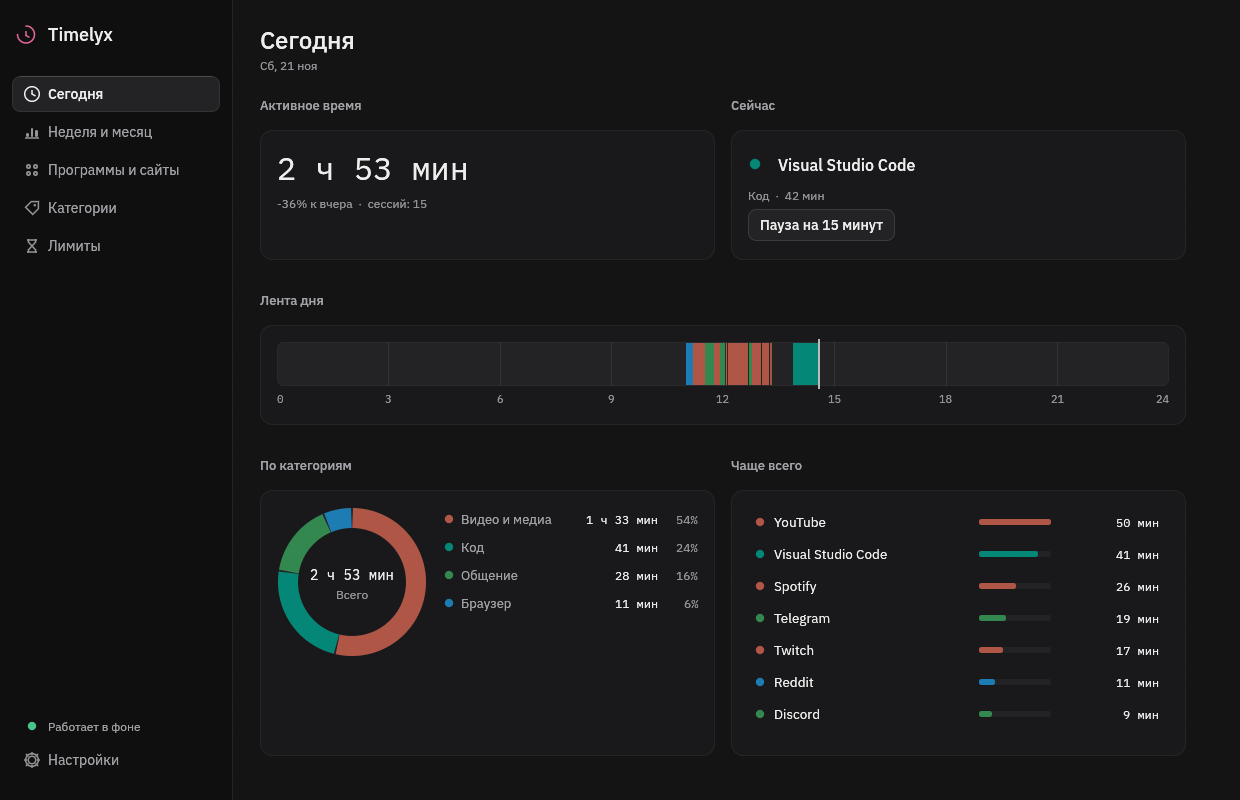 Timelyx
Сегодня
Неделя и месяц
Программы и сайты
Категории
Лимиты
Работает в фоне
Настройки
Сегодня
Сб, 21 ноя
Активное время
2 ч 53 мин
-36% к вчера · сессий: 15
Сейчас
Visual Studio Code
Код · 42 мин
Пауза на 15 минут
Лента дня
0 3 6 9 12 15 18 21 24
По категориям
2 ч 53 мин
Всего
Видео и медиа 1 ч 33 мин 54%
Код 41 мин 24%
Общение 28 мин 16%
Браузер 11 мин 6%
Чаще всего
YouTube 50 мин
Visual Studio Code 41 мин
Spotify 26 мин
Telegram 19 мин
Twitch 17 мин
Reddit 11 мин
Discord 9 мин